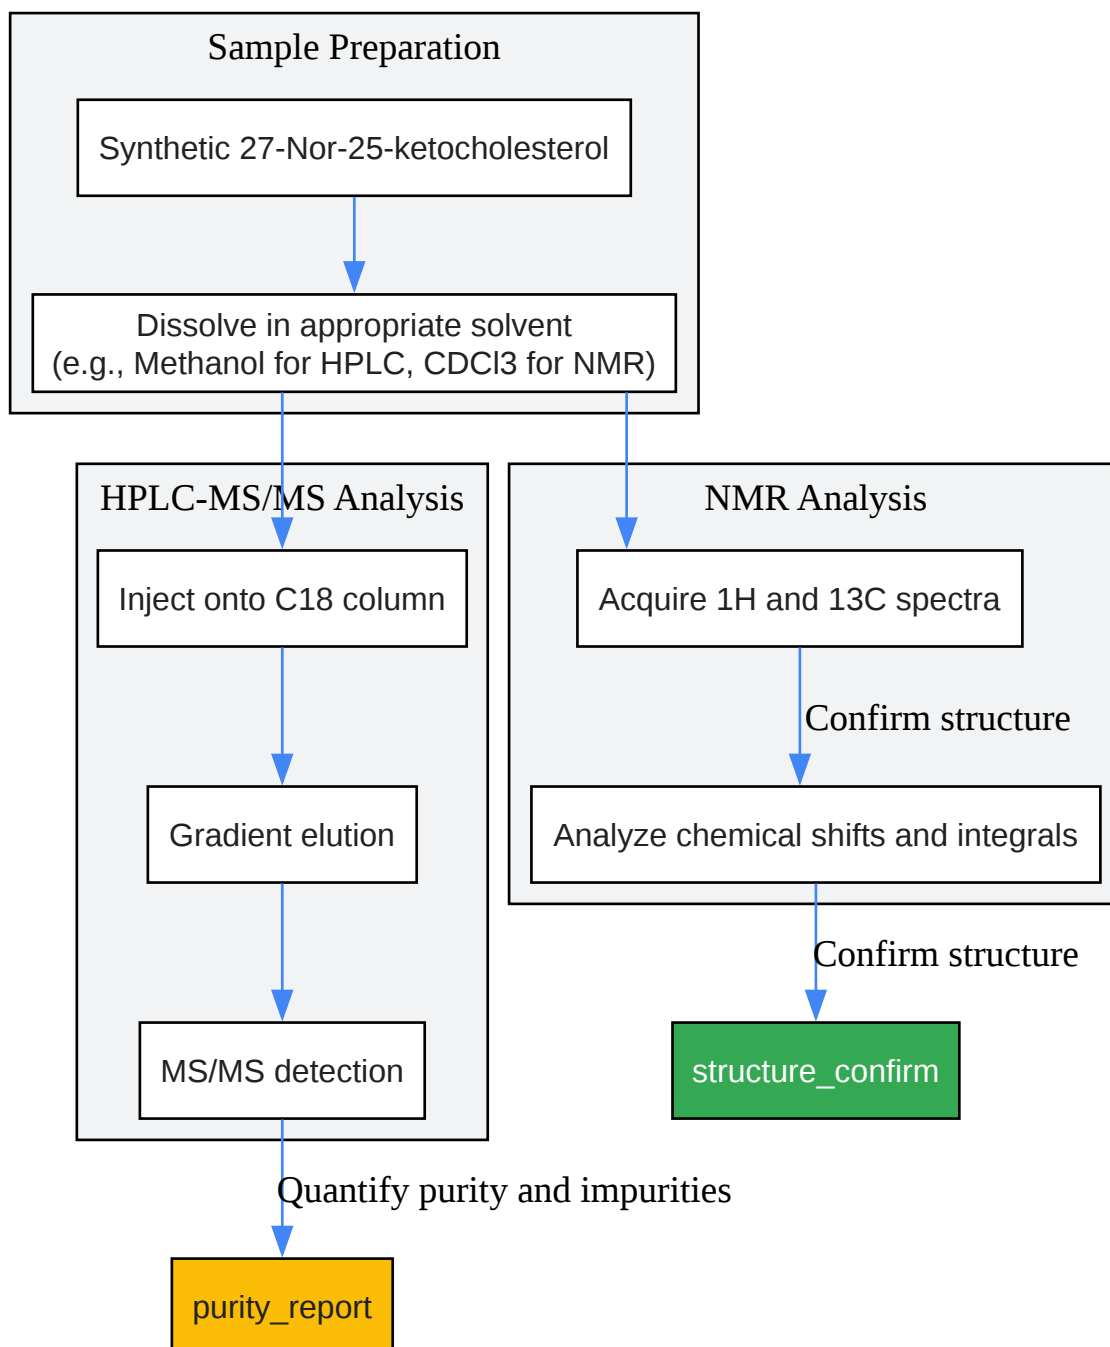 Sample Preparation
Synthetic 27-Nor-25-ketocholesterol
Dissolve in appropriate solvent
(e.g., Methanol for HPLC, CDCl3 for NMR)
HPLC-MS/MS Analysis
Inject onto C18 column
Gradient elution
MS/MS detection
Quantify purity and impurities
purity_report
NMR Analysis
Acquire 1H and 13C spectra
Confirm structure
Analyze chemical shifts and integrals
Confirm structure
structure_confirm